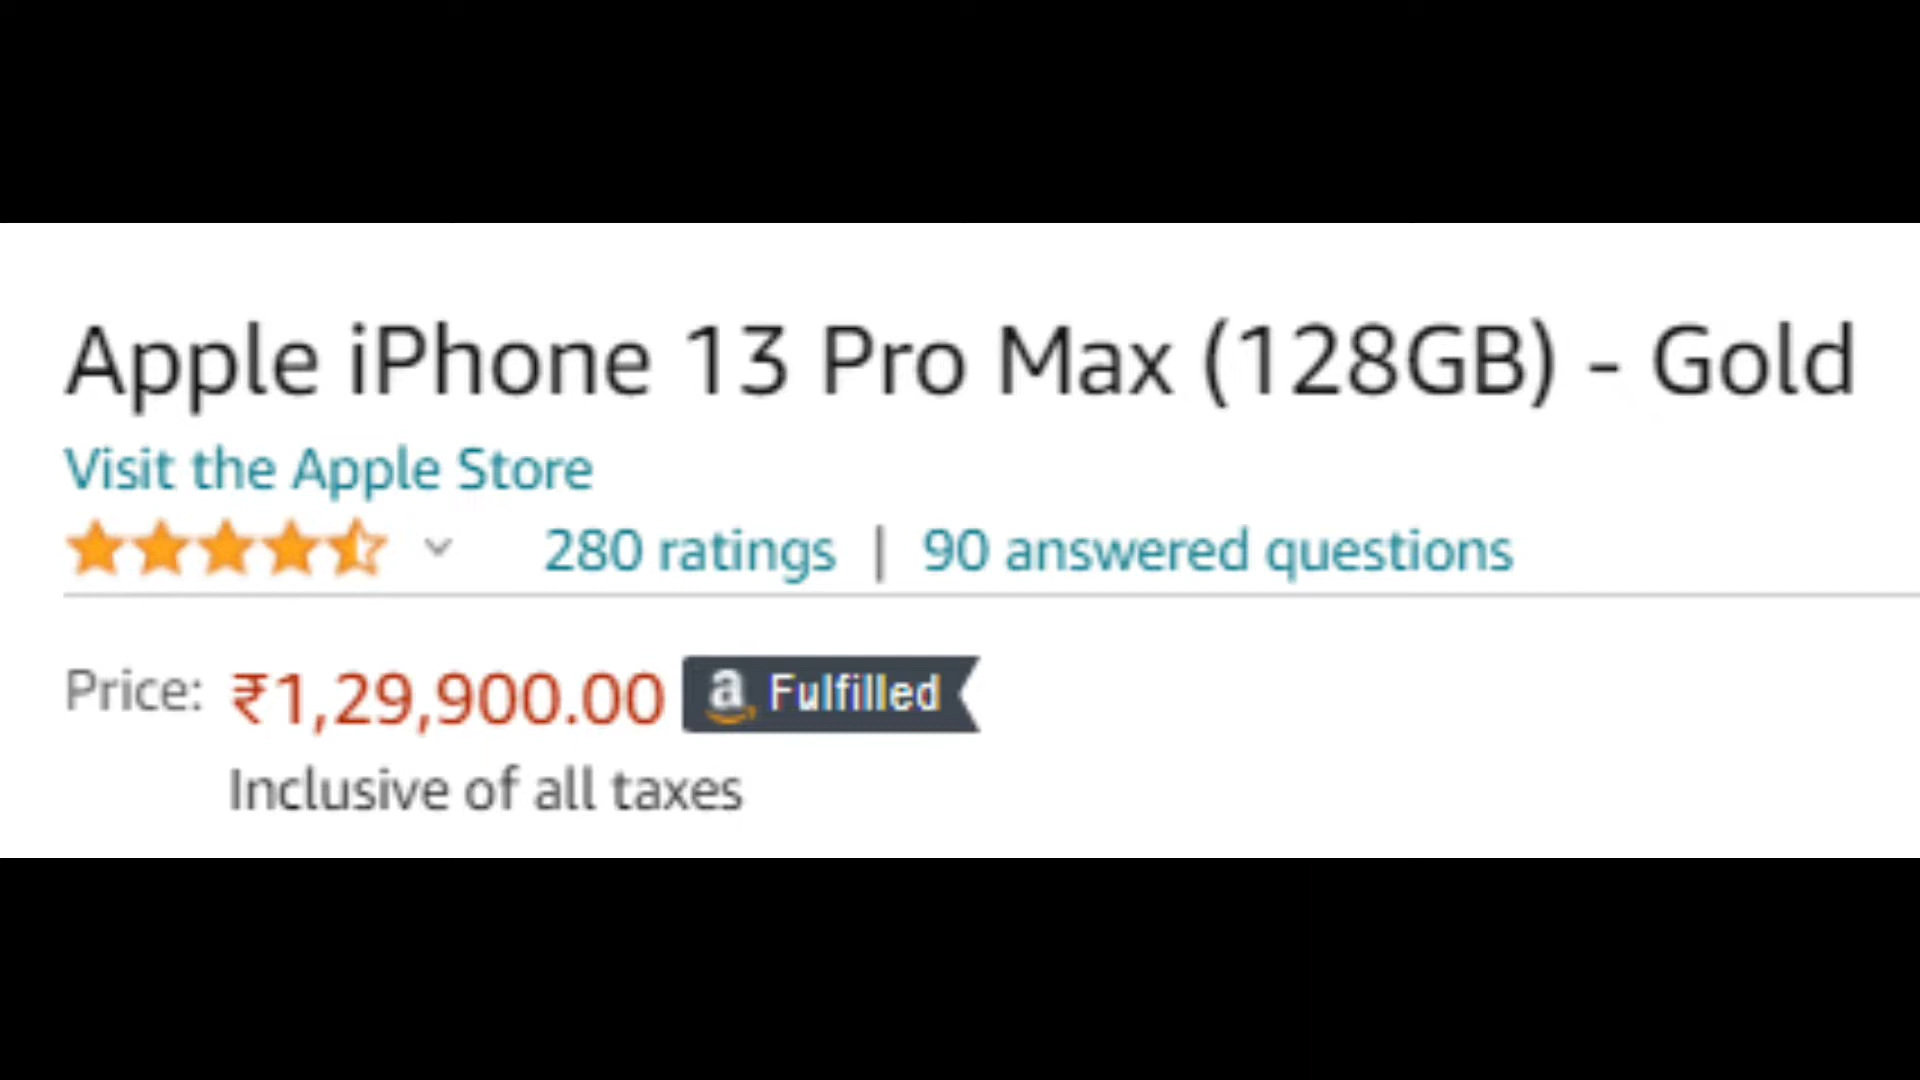 Apple iPhone 13 Pro Max (128GB) - Gold
Visit the Apple Store
280 ratings | 90 answered questions
Price: ₹1,29,900.00 a Fulfilled
Inclusive of all taxes